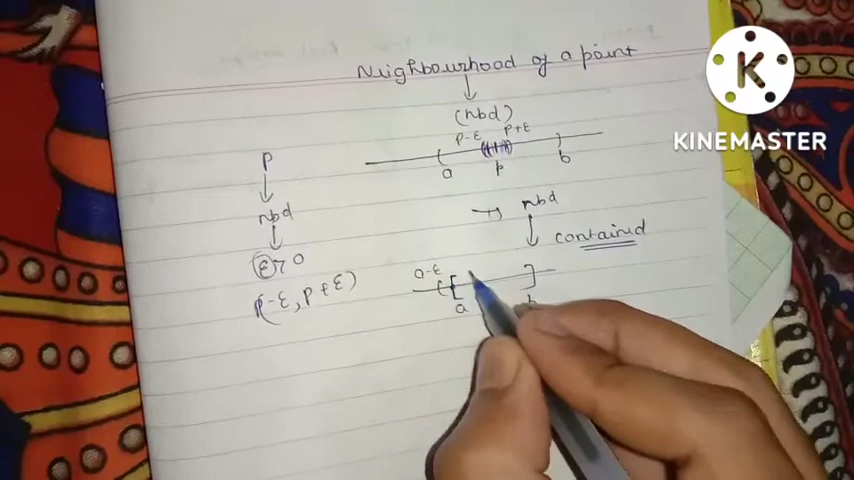 Neighbourhood of a point
(nbd)
p-ε p+ε
a p b
p
nbd
ε>0
(p-ε, p+ε)
nbd
contained
a-ε
a b
K
KINEMASTER